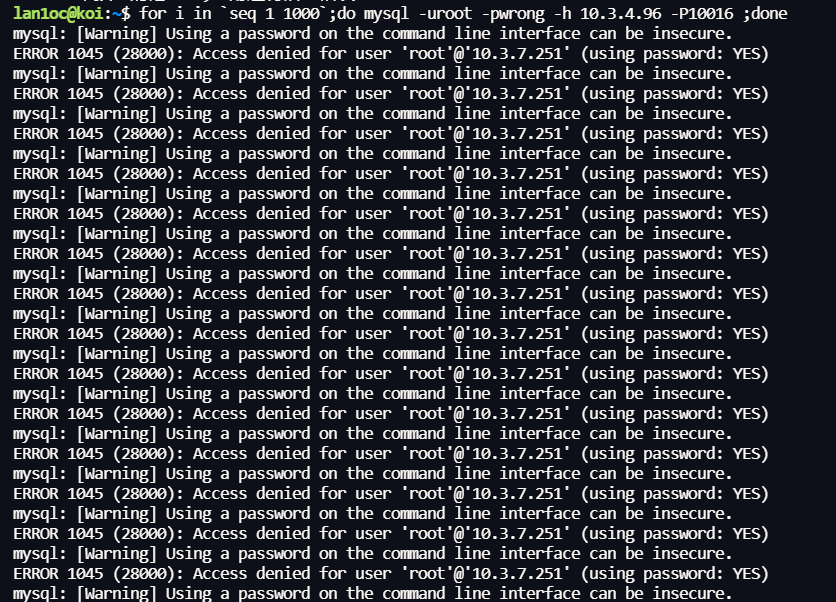 lan1oc@koi:~$ for i in `seq 1 1000`;do mysql -uroot -pwrong -h 10.3.4.96 -P10016 ;done
mysql: [Warning] Using a password on the command line interface can be insecure.
ERROR 1045 (28000): Access denied for user 'root'@'10.3.7.251' (using password: YES)
mysql: [Warning] Using a password on the command line interface can be insecure.
ERROR 1045 (28000): Access denied for user 'root'@'10.3.7.251' (using password: YES)
mysql: [Warning] Using a password on the command line interface can be insecure.
ERROR 1045 (28000): Access denied for user 'root'@'10.3.7.251' (using password: YES)
mysql: [Warning] Using a password on the command line interface can be insecure.
ERROR 1045 (28000): Access denied for user 'root'@'10.3.7.251' (using password: YES)
mysql: [Warning] Using a password on the command line interface can be insecure.
ERROR 1045 (28000): Access denied for user 'root'@'10.3.7.251' (using password: YES)
mysql: [Warning] Using a password on the command line interface can be insecure.
ERROR 1045 (28000): Access denied for user 'root'@'10.3.7.251' (using password: YES)
mysql: [Warning] Using a password on the command line interface can be insecure.
ERROR 1045 (28000): Access denied for user 'root'@'10.3.7.251' (using password: YES)
mysql: [Warning] Using a password on the command line interface can be insecure.
ERROR 1045 (28000): Access denied for user 'root'@'10.3.7.251' (using password: YES)
mysql: [Warning] Using a password on the command line interface can be insecure.
ERROR 1045 (28000): Access denied for user 'root'@'10.3.7.251' (using password: YES)
mysql: [Warning] Using a password on the command line interface can be insecure.
ERROR 1045 (28000): Access denied for user 'root'@'10.3.7.251' (using password: YES)
mysql: [Warning] Using a password on the command line interface can be insecure.
ERROR 1045 (28000): Access denied for user 'root'@'10.3.7.251' (using password: YES)
mysql: [Warning] Using a password on the command line interface can be insecure.
ERROR 1045 (28000): Access denied for user 'root'@'10.3.7.251' (using password: YES)
mysql: [Warning] Using a password on the command line interface can be insecure.
ERROR 1045 (28000): Access denied for user 'root'@'10.3.7.251' (using password: YES)
mysql: [Warning] Using a password on the command line interface can be insecure.
ERROR 1045 (28000): Access denied for user 'root'@'10.3.7.251' (using password: YES)
mysql: [Warning] Using a password on the command line interface can be insecure.